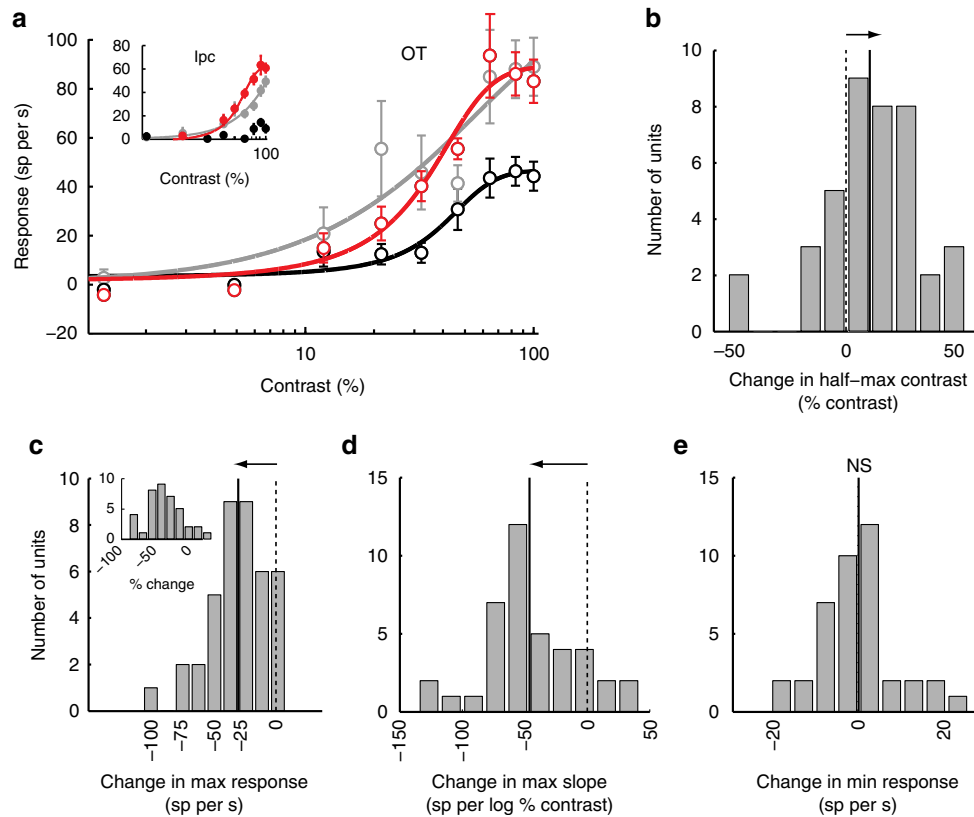 a
100
80
60
40
20
0
−20
Response (sp per s)
10
100
Contrast (%)
OT
80
60
40
20
0
Ipc
100
Contrast (%)
b
10
8
6
4
2
0
Number of units
−50
0
50
Change in half−max contrast
(% contrast)
c
10
8
6
4
2
0
Number of units
10
5
0
−100
−50
0
% change
−100
−75
−50
−25
0
Change in max response
(sp per s)
d
15
10
5
0
−150
−100
−50
0
50
Change in max slope
(sp per log % contrast)
e
NS
15
10
5
0
−20
0
20
Change in min response
(sp per s)